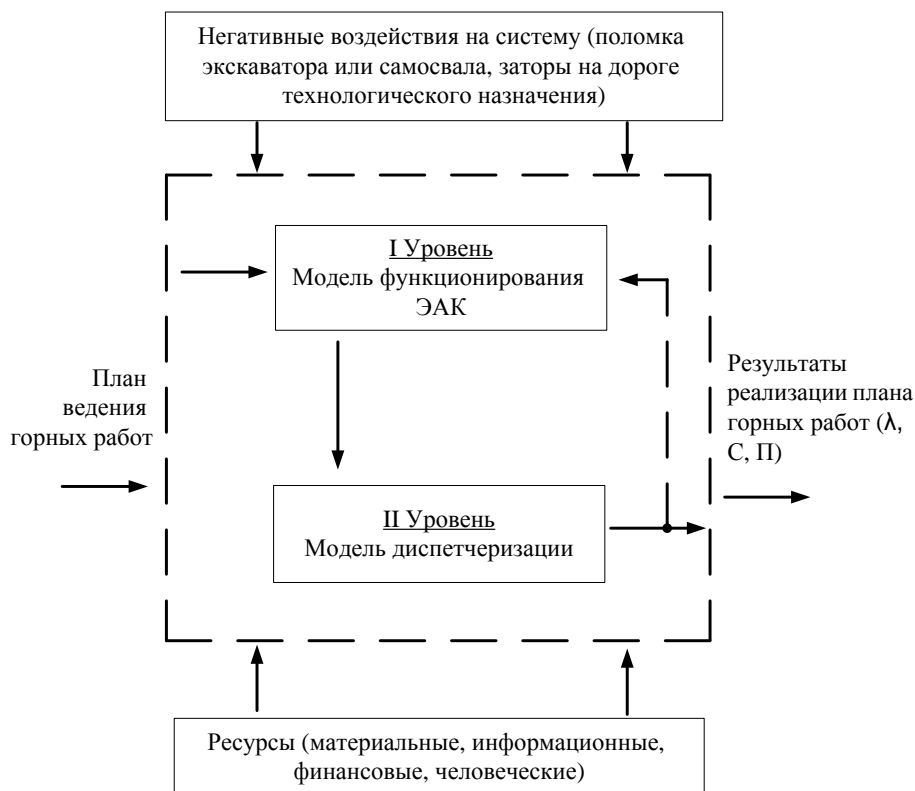 Негативные воздействия на систему (поломка
экскаватора или самосвала, заторы на дороге
технологического назначения)
I Уровень
Модель функционирования
ЭАК
План
ведения
горных работ
Результаты
реализации плана
горных работ (λ,
С, П)
II Уровень
Модель диспетчеризации
Ресурсы (материальные, информационные,
финансовые, человеческие)